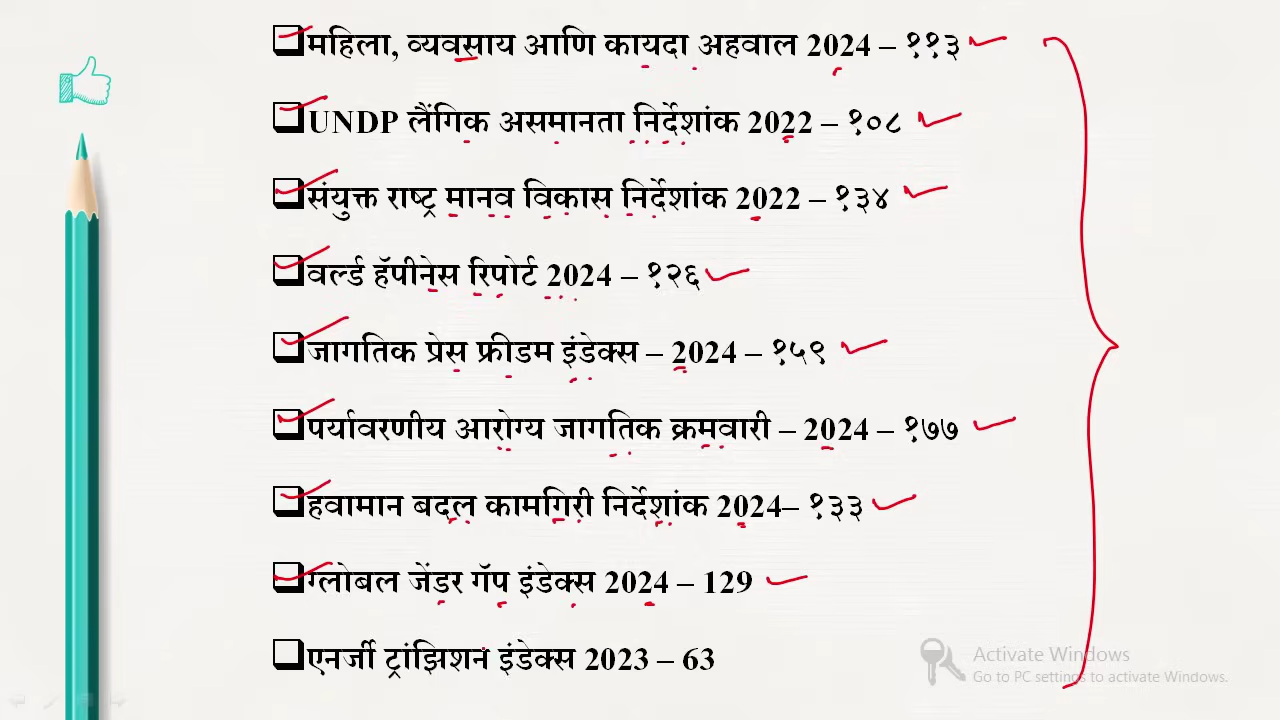 महिला, व्यवसाय आणि कायदा अहवाल 2024 – ११३
UNDP लैंगिक असमानता निर्देशांक 2022 – १०८
संयुक्त राष्ट्र मानव विकास निर्देशांक 2022 – १३४
वर्ल्ड हॅपीनेस रिपोर्ट 2024 – १२६
जागतिक प्रेस फ्रीडम इंडेक्स – 2024 – १५९
पर्यावरणीय आरोग्य जागतिक क्रमवारी – 2024 – १७७
हवामान बदल कामगिरी निर्देशांक 2024– १३३
ग्लोबल जेंडर गॅप इंडेक्स 2024 – 129
एनर्जी ट्रांझिशन इंडेक्स 2023 – 63
Activate Windows
Go to PC settings to activate Windows.